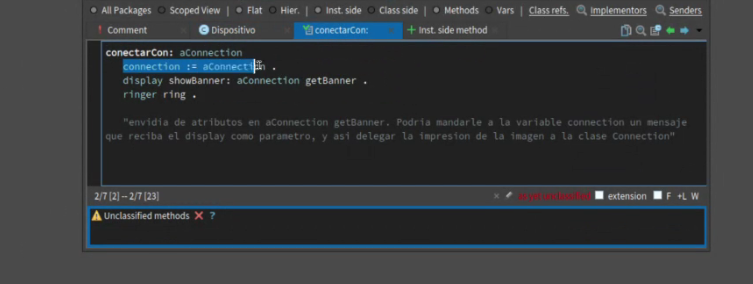 All Packages Scoped View | Flat Hier. | Inst. side Class side | Methods Vars | Class refs. Implementors Senders
Comment Dispositivo conectarCon: Inst. side method
conectarCon: aConnection
connection := aConnection .
display showBanner: aConnection getBanner .
ringer ring .
"envidia de atributos en aConnection getBanner. Podria mandarle a la variable connection un mensaje
que reciba el display como parametro, y asi delegar la impresion de la imagen a la clase Connection"
2/7 [2] — 2/7 [23] as yet unclassified extension F +L W
Unclassified methods ?